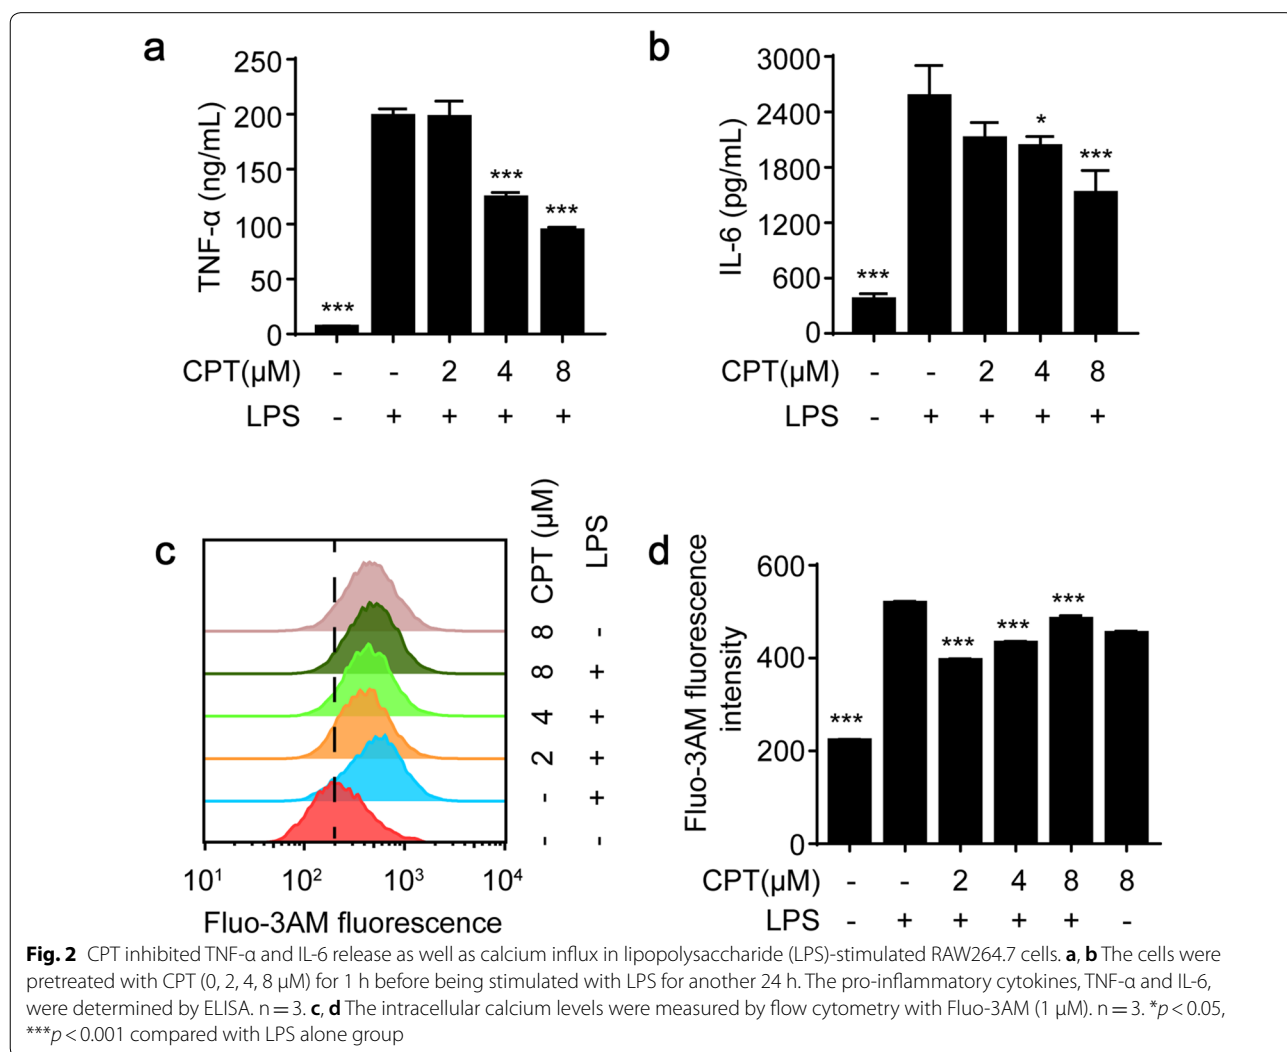 a
250
200
150
100
50
0
TNF-α (ng/mL)
***
***
***
CPT(μM) - - 2 4 8
LPS - + + + +
b
3000
2400
1800
1200
600
0
IL-6 (pg/mL)
***
*
***
CPT(μM) - - 2 4 8
LPS - + + + +
c
CPT (μM) LPS
8 -
8 +
4 +
2 +
- +
- -
10¹ 10² 10³ 10⁴
Fluo-3AM fluorescence
d
Fluo-3AM fluorescence
intensity
600
400
200
0
***
***
***
***
CPT(μM) - - 2 4 8 8
LPS - + + + + -
Fig. 2 CPT inhibited TNF-α and IL-6 release as well as calcium influx in lipopolysaccharide (LPS)-stimulated RAW264.7 cells. a, b The cells were
pretreated with CPT (0, 2, 4, 8 μM) for 1 h before being stimulated with LPS for another 24 h. The pro-inflammatory cytokines, TNF-α and IL-6,
were determined by ELISA. n = 3. c, d The intracellular calcium levels were measured by flow cytometry with Fluo-3AM (1 μM). n = 3. *p < 0.05,
***p < 0.001 compared with LPS alone group